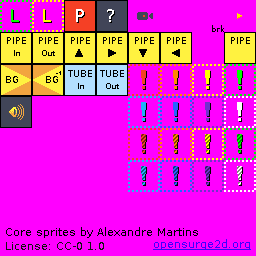 L L P ?
brk
PIPE PIPE PIPE PIPE PIPE PIPE PIPE
In Out
BG BG TUBE TUBE ! ! ! !
In Out
! ! ! !
! ! ! !
! ! ! !
Core sprites by Alexandre Martins
License: CC-0 1.0 opensurge2d.org